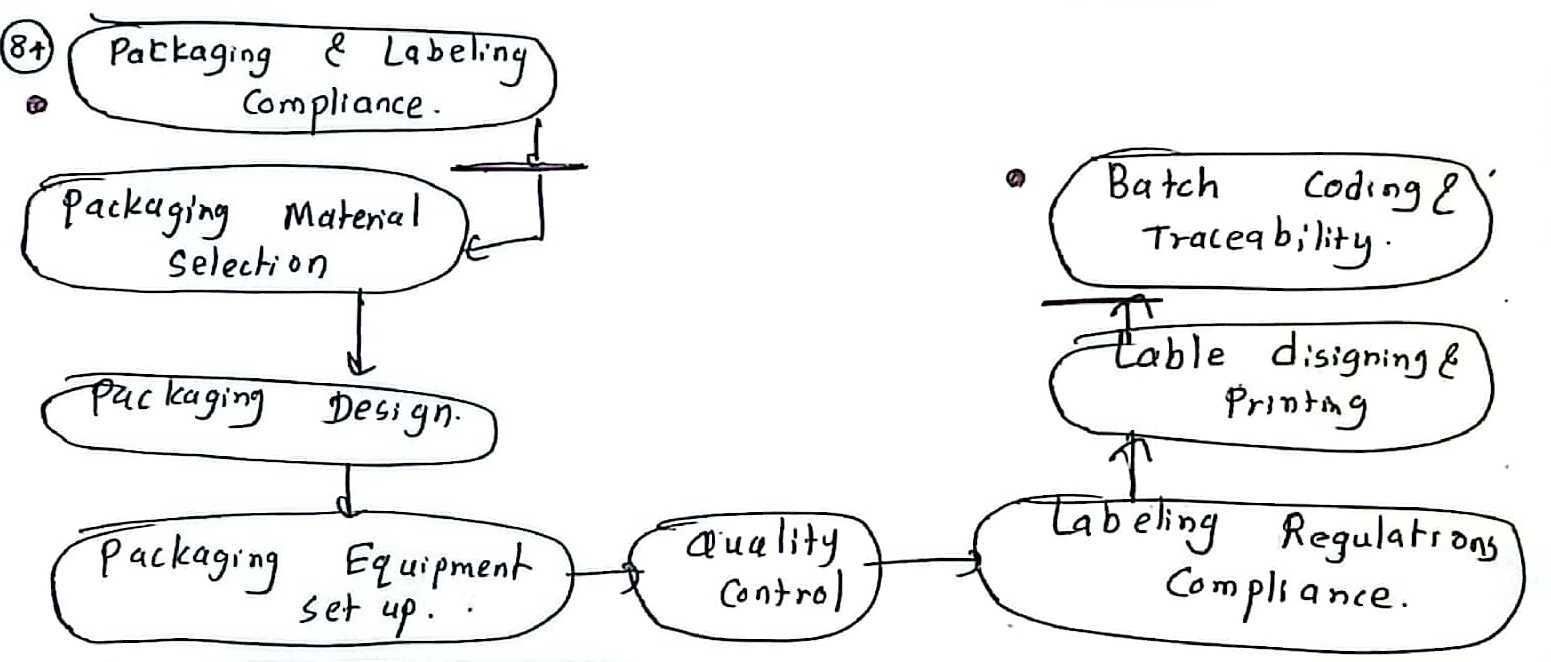 84
Packaging & Labeling
Compliance.
Packaging Material
Selection
Packaging Design.
Packaging Equipment
set up.
Quality
Control
Labeling Regulations
Compliance.
Lable disigning &
Printing
Batch Coding &
Traceability.